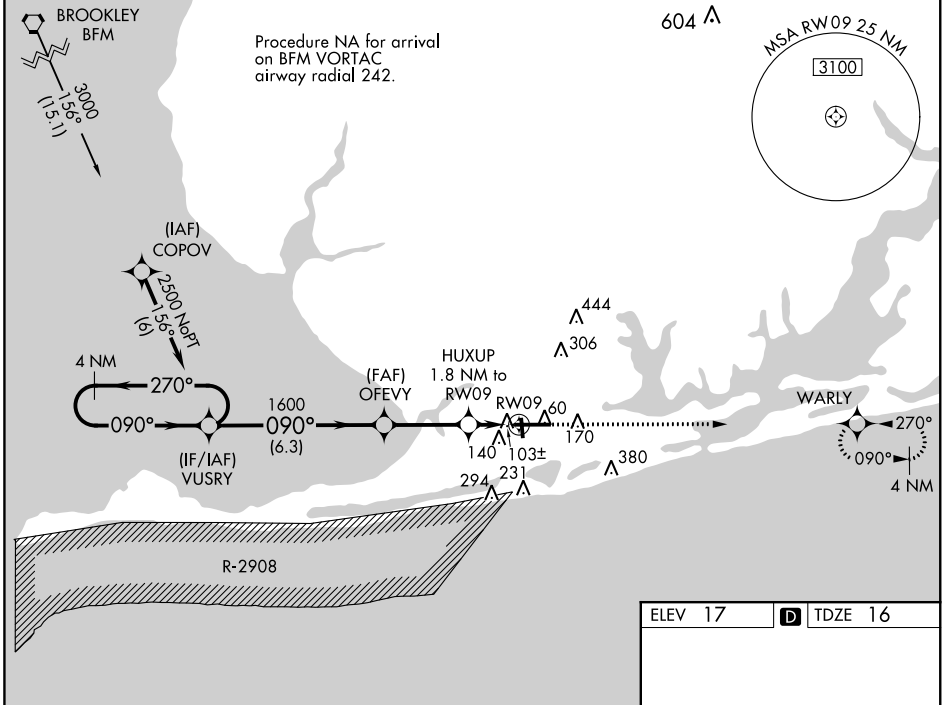 BROOKLEY
BFM
3000
156°
(15.1)
Procedure NA for arrival
on BFM VORTAC
airway radial 242.
604
MSA RW 09 25 NM
3100
(IAF)
COPOV
2500 NoPT
156°
(6)
4 NM
270°
090°
(IF/IAF)
VUSRY
1600
090°
(6.3)
(FAF)
OFEVY
HUXUP
1.8 NM to
RW09
RW09
444
306
60
170
140
103±
294
231
380
WARLY
270°
090°
4 NM
R-2908
ELEV 17 D TDZE 16